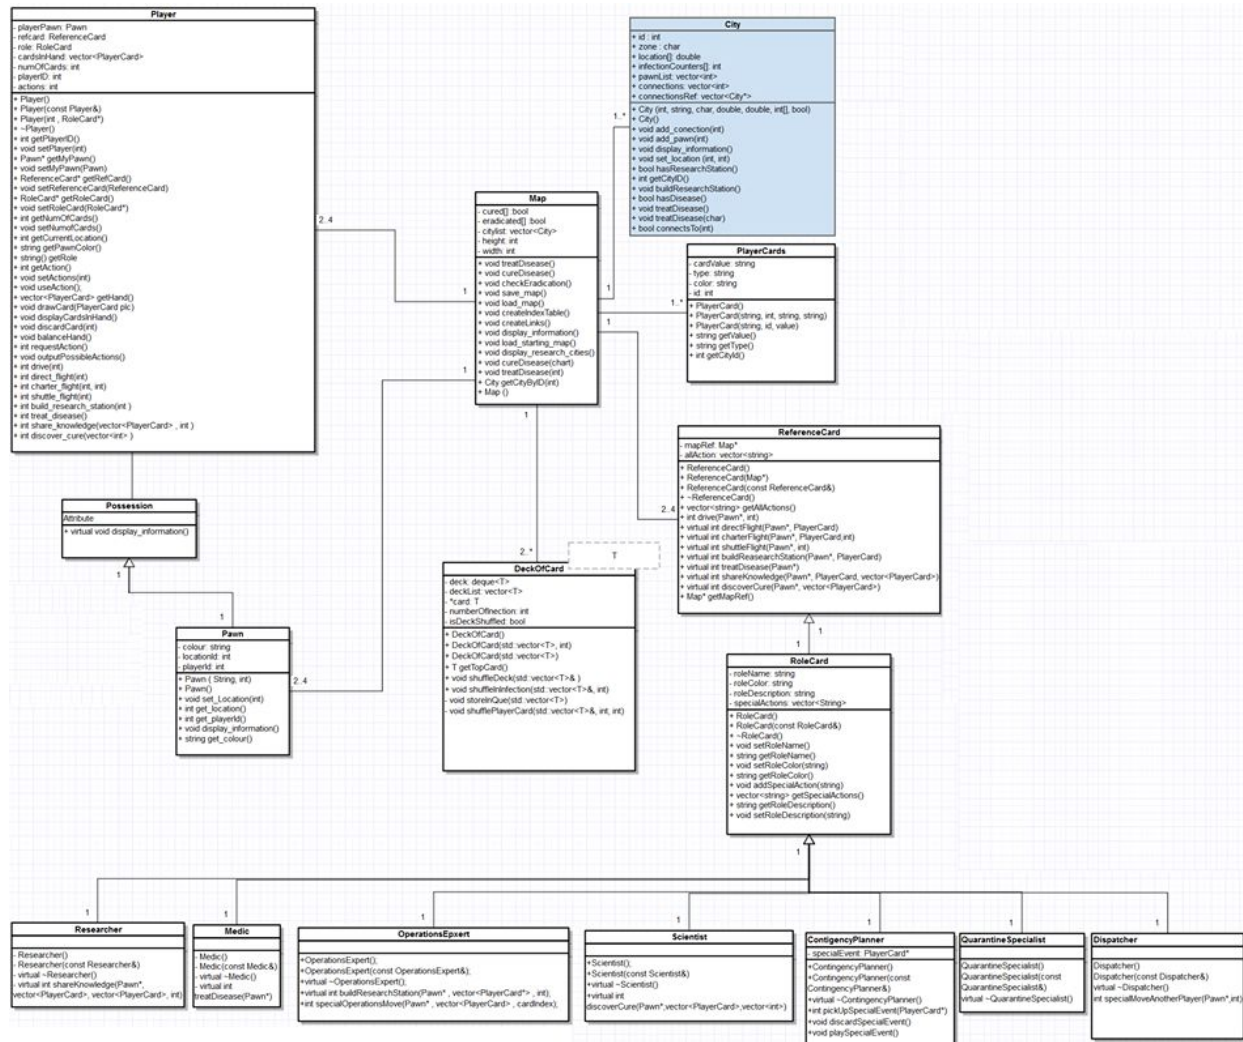 Player
- playerPawn: Pawn
- refcard: ReferenceCard
- role: RoleCard
- cardsInHand: vector<PlayerCard>
- numOfCards: int
- playerID: int
- actions: int
+ Player()
+ Player(const Player&)
+ Player(int , RoleCard*)
+ ~Player()
+ int getPlayerID()
+ void setPlayer(int)
+ Pawn* getMyPawn()
+ void setMyPawn(Pawn)
+ ReferenceCard* getRefCard()
+ void setReferenceCard(ReferenceCard)
+ RoleCard* getRoleCard()
+ void setRoleCard(RoleCard*)
+ int getNumOfCards()
+ void setNumofCards()
+ int getCurrentLocation()
+ string getPawnColor()
+ string() getRole
+ int getAction()
+ void setActions(int)
+ void useAction();
+ vector<PlayerCard> getHand()
+ void drawCard(PlayerCard plc)
+ void displayCardsInHand()
+ void discardCard(int)
+ void balanceHand()
+ int requestAction()
+ void outputPossibleActions()
+ int drive(int)
+ int direct_flight(int)
+ int charter_flight(int, int)
+ int shuttle_flight(int)
+ int build_research_station(int )
+ int treat_disease()
+ int share_knowledge(vector<PlayerCard> , int )
+ int discover_cure(vector<int> )
2..4
1
Possession
Attribute
+ virtual void display_information()
1
1
Pawn
- colour: string
- locationId: int
- playerId: int
+ Pawn ( String, int)
+ Pawn()
+ void set_Location(int)
+ int get_location()
+ int get_playerId()
+ void display_information()
+ string get_colour()
2..4
1
Map
- cured[] :bool
- eradicated[] :bool
- citylist: vector<City>
- height: int
- width: int
+ void treatDisease()
+ void cureDisease()
+ void checkEradication()
+ void save_map()
+ void load_map()
+ void createIndexTable()
+ void createLinks()
+ void display_information()
+ void load_starting_map()
+ void display_research_cities()
+ void cureDisease(chart)
+ void treatDisease(int)
+ City getCityByID(int)
+ Map ()
1
1..*
City
+ id : int
+ zone : char
+ location[]: double
+ infectionCounters[]: int
+ pawnList: vector<int>
+ connections: vector<int>
+ connectionsRef: vector<City*>
+ City (int, string, char, double, double, int[], bool)
+ City()
+ void add_conection(int)
+ void add_pawn(int)
+ void display_information()
+ void set_location (int, int)
+ bool hasResearchStation()
+ int getCityID()
+ void buildResearchStation()
+ bool hasDisease()
+ void treatDisease()
+ void treatDisease(char)
+ bool connectsTo(int)
1
1..*
PlayerCards
- cardValue: string
- type: string
- color: string
- id: int
+ PlayerCard()
+ PlayerCard(string, int, string, string)
+ PlayerCard(string, id, value)
+ string getValue()
+ string getType()
+ int getCityId()
1
2..4
ReferenceCard
- mapRef: Map*
- allAction: vector<string>
+ ReferenceCard()
+ ReferenceCard(Map*)
+ ReferenceCard(const ReferenceCard&)
+ ~ReferenceCard()
+ vector<string> getAllActions()
+ int drive(Pawn*, int)
+ virtual int directFlight(Pawn*, PlayerCard)
+ virtual int charterFlight(Pawn*, PlayerCard,int)
+ virtual int shuttleFlight(Pawn*, int)
+ virtual int buildReasearchStation(Pawn*, PlayerCard)
+ virtual int treatDisease(Pawn*)
+ virtual int shareKnowledge(Pawn*, PlayerCard, vector<PlayerCard>)
+ virtual int discoverCure(Pawn*, vector<PlayerCard>)
+ Map* getMapRef()
2..*
T
DeckOfCard
- deck: deque<T>
- deckList: vector<T>
- *card: T
- numberOfInection: int
- isDeckShuffled: bool
+ DeckOfCard()
+ DeckOfCard(std::vector<T>, int)
+ DeckOfCard(std::vector<T>)
+ T getTopCard()
+ void shuffleDeck(std::vector<T>& )
+ void shuffleInInfection(std::vector<T>&, int)
- void storeInQue(std::vector<T>)
- void shufflePlayerCard(std::vector<T>&, int, int)
1
1
RoleCard
- roleName: string
- roleColor: string
- roleDescription: string
- specialActions: vector<String>
+ RoleCard()
+ RoleCard(const RoleCard&)
+ ~RoleCard()
+ void setRoleName()
+ string getRoleName()
+ void setRoleColor(string)
+ string getRoleColor()
+ void addSpecialAction(string)
+ vector<string> getSpecialActions()
+ string getRoleDescription()
+ void setRoleDescription(string)
1
1
Researcher
- Researcher()
- Researcher(const Researcher&)
- virtual ~Researcher()
- virtual int shareKnowledge(Pawn*,
vector<PlayerCard>, vector<PlayerCard>, int)
1
Medic
- Medic()
- Medic(const Medic&)
- virtual ~Medic()
- virtual int
treatDisease(Pawn*)
1
OperationsEpxert
+OperationsExpert();
+OperationsExpert(const OperationsExpert&);
+virtual ~OperationsExpert();
+virtual int buildResearchStation(Pawn* , vector<PlayerCard*> , int);
+int specialOperationsMove(Pawn* , vector<PlayerCard> , cardIndex);
1
Scientist
+Scientist();
+Scientist(const Scientist&)
+virtual ~Scientist()
+virtual int
discoverCure(Pawn*,vector<PlayerCard>,vector<int>)
1
ContigencyPlanner
- specialEvent: PlayerCard*
+ContingencyPlanner()
+ContingencyPlanner(const
ContingencyPlanner&)
+virtual ~ContingencyPlanner()
+int pickUpSpecialEvent(PlayerCard*)
+void discardSpecialEvent()
+void playSpecialEvent()
1
QuarantineSpecialist
QuarantineSpecialist()
QuarantineSpecialist(const
QuarantineSpecialist&)
virtual ~QuarantineSpecialist()
1
Dispatcher
Dispatcher()
Dispatcher(const Dispatcher&)
virtual ~Dispatcher()
int specialMoveAnotherPlayer(Pawn*,int)